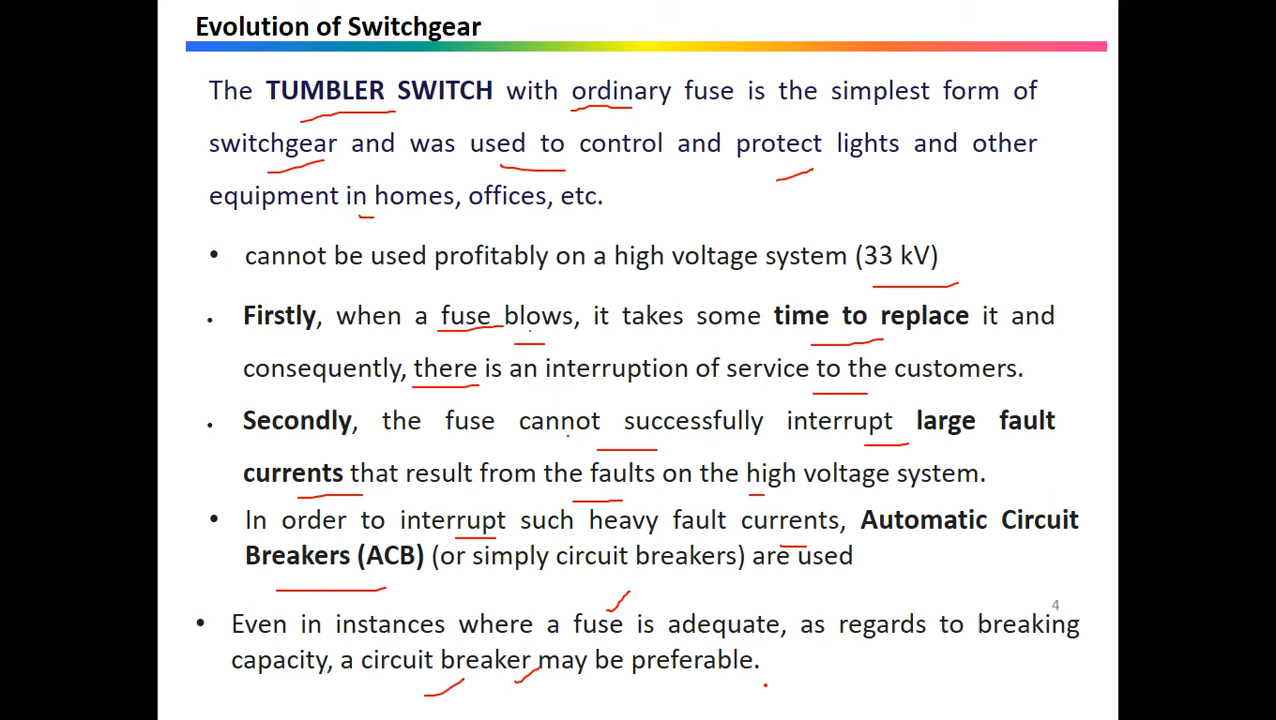 Evolution of Switchgear
The TUMBLER SWITCH with ordinary fuse is the simplest form of
switchgear and was used to control and protect lights and other
equipment in homes, offices, etc.
• cannot be used profitably on a high voltage system (33 kV)
• Firstly, when a fuse blows, it takes some time to replace it and
consequently, there is an interruption of service to the customers.
• Secondly, the fuse cannot successfully interrupt large fault
currents that result from the faults on the high voltage system.
• In order to interrupt such heavy fault currents, Automatic Circuit
Breakers (ACB) (or simply circuit breakers) are used
4
• Even in instances where a fuse is adequate, as regards to breaking
capacity, a circuit breaker may be preferable.